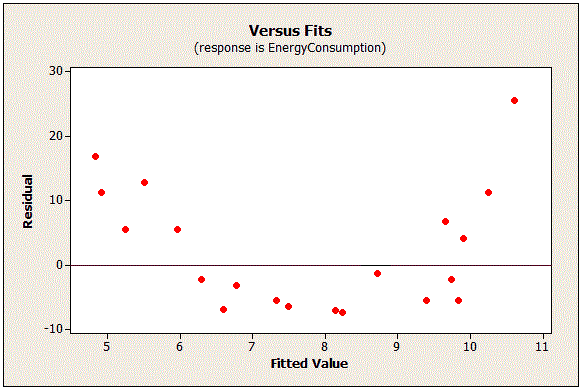 Versus Fits
(response is EnergyConsumption)
30
20
10
0
-10
Residual
5 6 7 8 9 10 11
Fitted Value